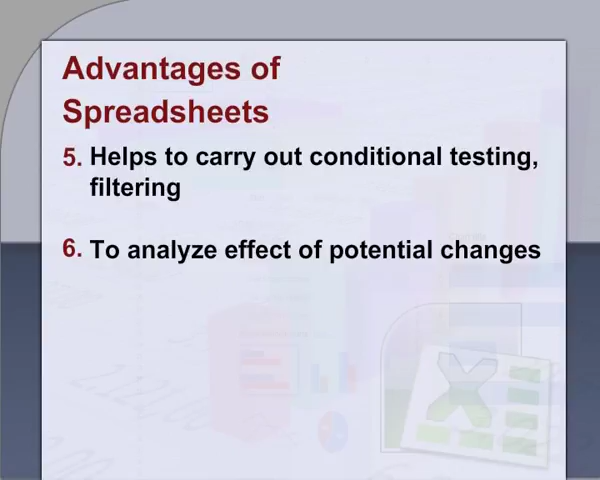 Advantages of
Spreadsheets
5. Helps to carry out conditional testing,
filtering
6. To analyze effect of potential changes